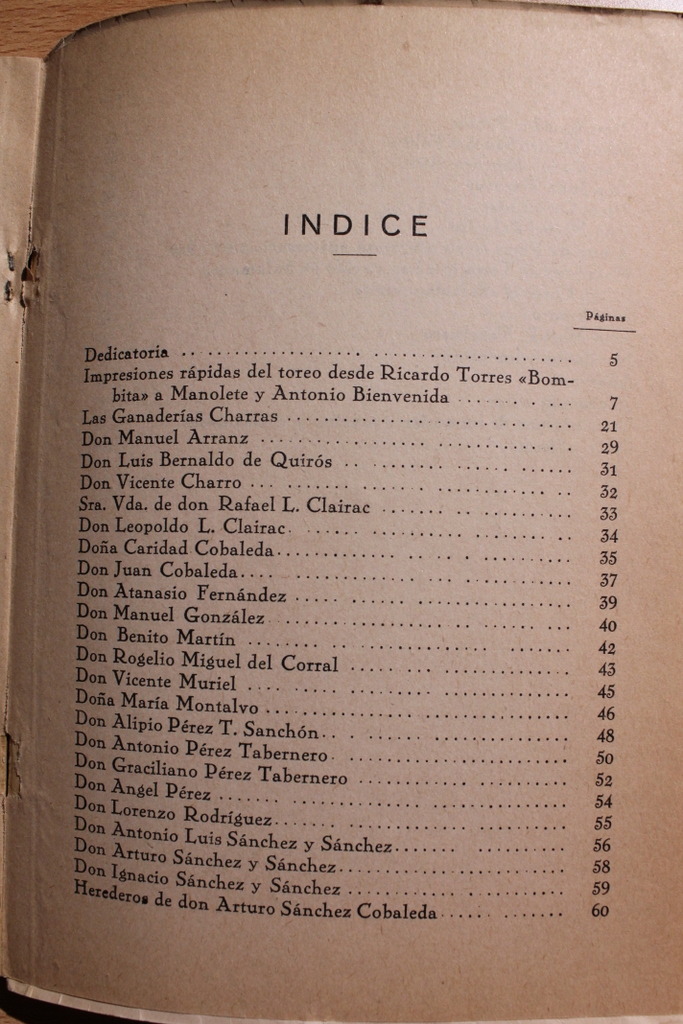 INDICE
Páginas
Dedicatoria .................................... 5
Impresiones rápidas del toreo desde Ricardo Torres «Bom-
bita» a Manolete y Antonio Bienvenida .......... 7
Las Ganaderías Charras .......................... 21
Don Manuel Arranz .............................. 29
Don Luis Bernaldo de Quirós .................... 31
Don Vicente Charro ............................. 32
Sra. Vda. de don Rafael L. Clairac ............. 33
Don Leopoldo L. Clairac ........................ 34
Doña Caridad Cobaleda .......................... 35
Don Juan Cobaleda .............................. 37
Don Atanasio Fernández ......................... 39
Don Manuel González ............................ 40
Don Benito Martín .............................. 42
Don Rogelio Miguel del Corral .................. 43
Don Vicente Muriel ............................. 45
Doña María Montalvo ............................ 46
Don Alipio Pérez T. Sanchón .................... 48
Don Antonio Pérez Tabernero .................... 50
Don Graciliano Pérez Tabernero ................. 52
Don Angel Pérez ................................ 54
Don Lorenzo Rodríguez .......................... 55
Don Antonio Luis Sánchez y Sánchez ............. 56
Don Arturo Sánchez y Sánchez ................... 58
Don Ignacio Sánchez y Sánchez .................. 59
Herederos de don Arturo Sánchez Cobaleda ....... 60